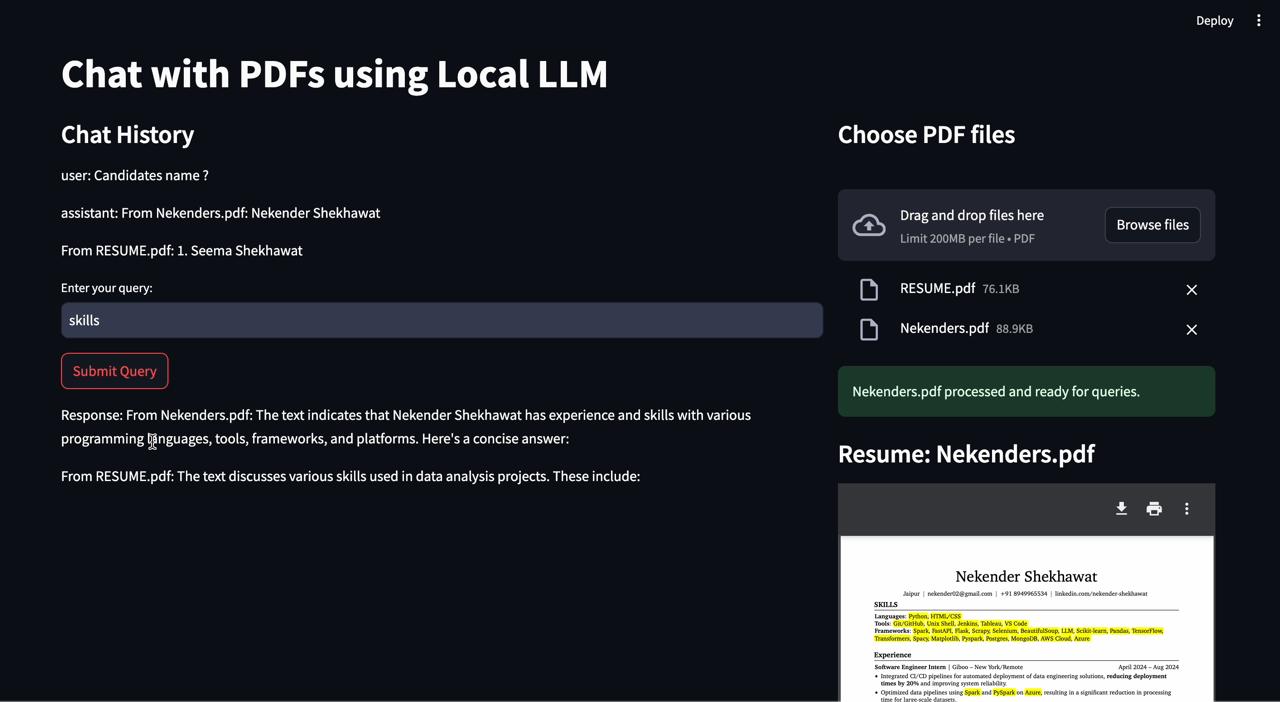 Deploy
Chat with PDFs using Local LLM
Chat History
user: Candidates name ?
assistant: From Nekenders.pdf: Nekender Shekhawat
From RESUME.pdf: 1. Seema Shekhawat
Enter your query:
skills
Submit Query
Response: From Nekenders.pdf: The text indicates that Nekender Shekhawat has experience and skills with various
programming languages, tools, frameworks, and platforms. Here's a concise answer:
From RESUME.pdf: The text discusses various skills used in data analysis projects. These include:
Choose PDF files
Drag and drop files here
Limit 200MB per file • PDF
Browse files
RESUME.pdf 76.1KB
Nekenders.pdf 88.9KB
Nekenders.pdf processed and ready for queries.
Resume: Nekenders.pdf
Nekender Shekhawat
Jaipur | nekender02@gmail.com | +91 8949965534 | linkedin.com/nekender-shekhawat
SKILLS
Languages: Python, HTML/CSS
Tools: Git/GitHub, Unix Shell, Jenkins, Tableau, VS Code
Frameworks: Spark, FastAPI, Flask, Scrapy, Selenium, BeautifulSoup, LLM, Scikit-learn, Pandas, TensorFlow,
Transformers, Spacy, Matplotlib, Pyspark, Postgres, MongoDB, AWS Cloud, Azure
Experience
Software Engineer Intern | Giboo – New York/Remote April 2024 – Aug 2024
• Integrated CI/CD pipelines for automated deployment of data engineering solutions, reducing deployment
times by 20% and improving system reliability.
• Optimized data pipelines using Spark and PySpark on Azure, resulting in a significant reduction in processing
time for large-scale datasets.